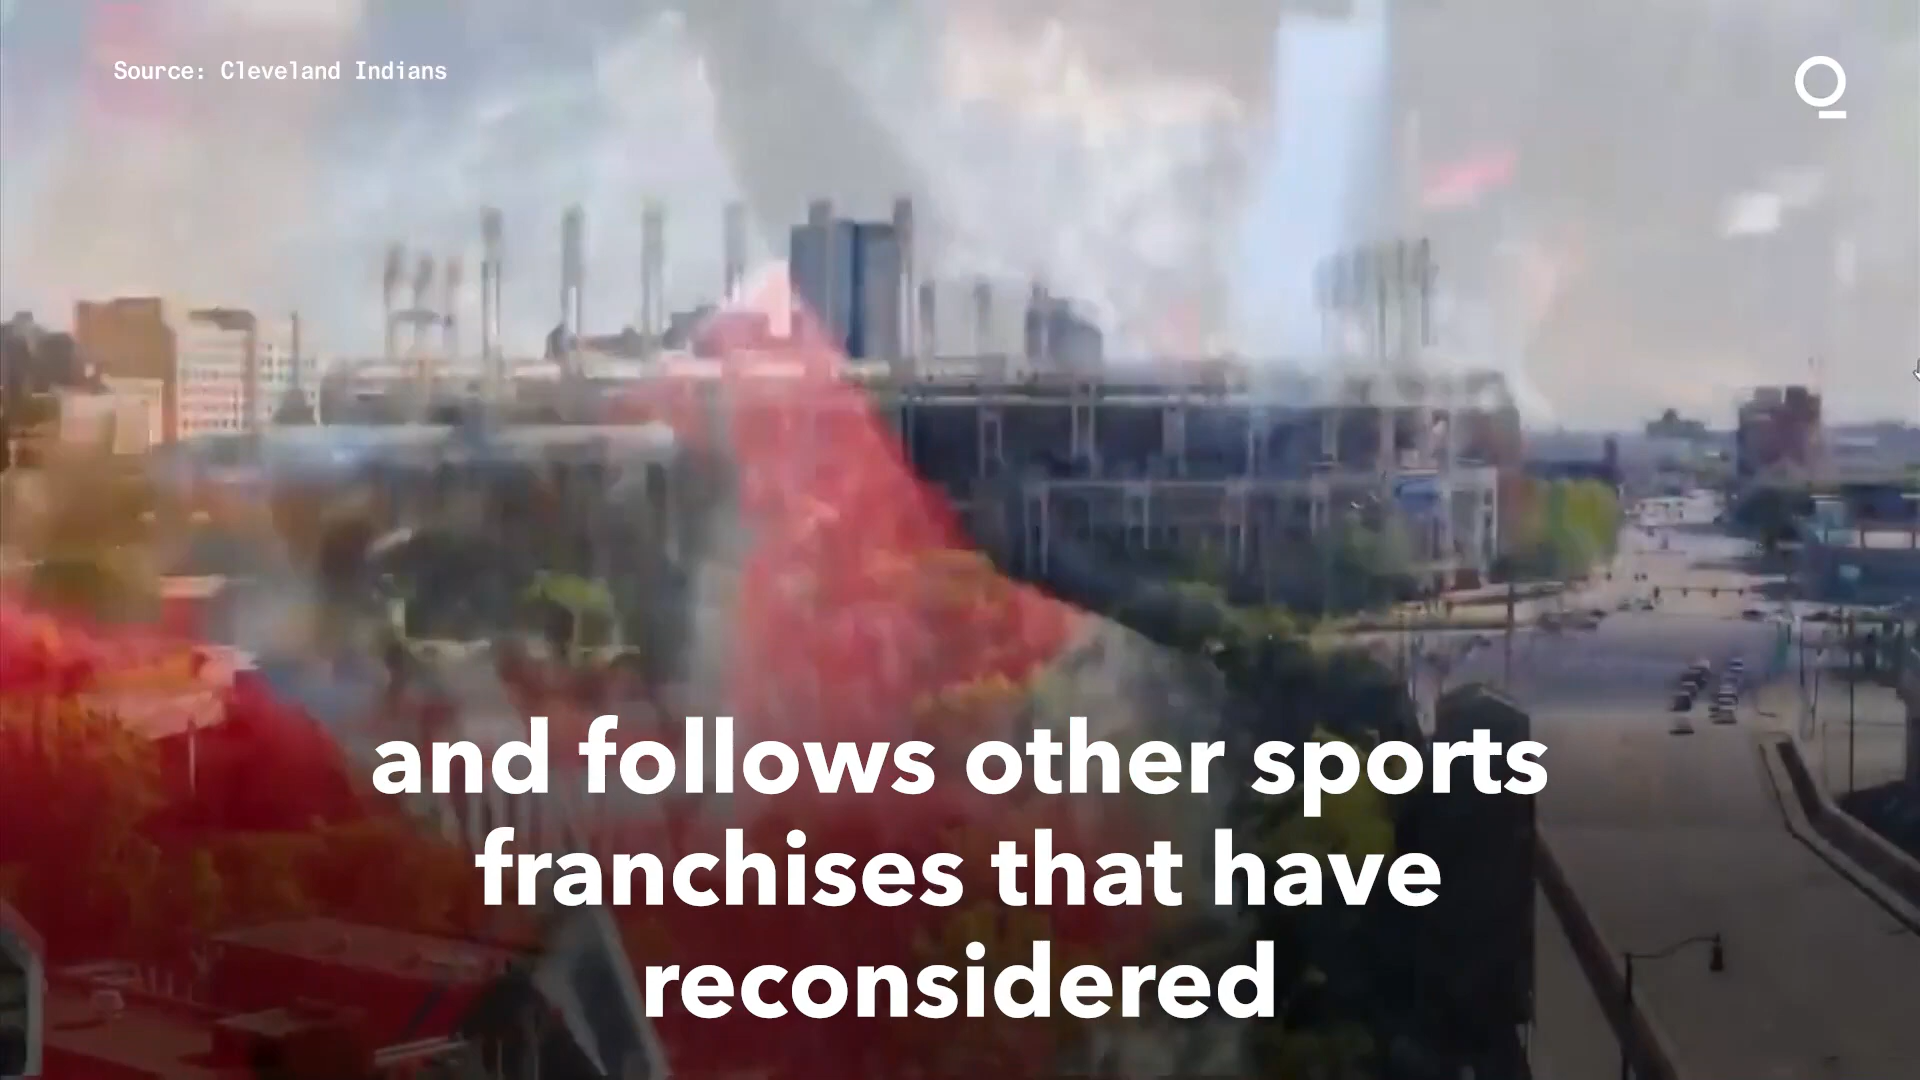 Source: Cleveland Indians
and follows other sports
franchises that have
reconsidered